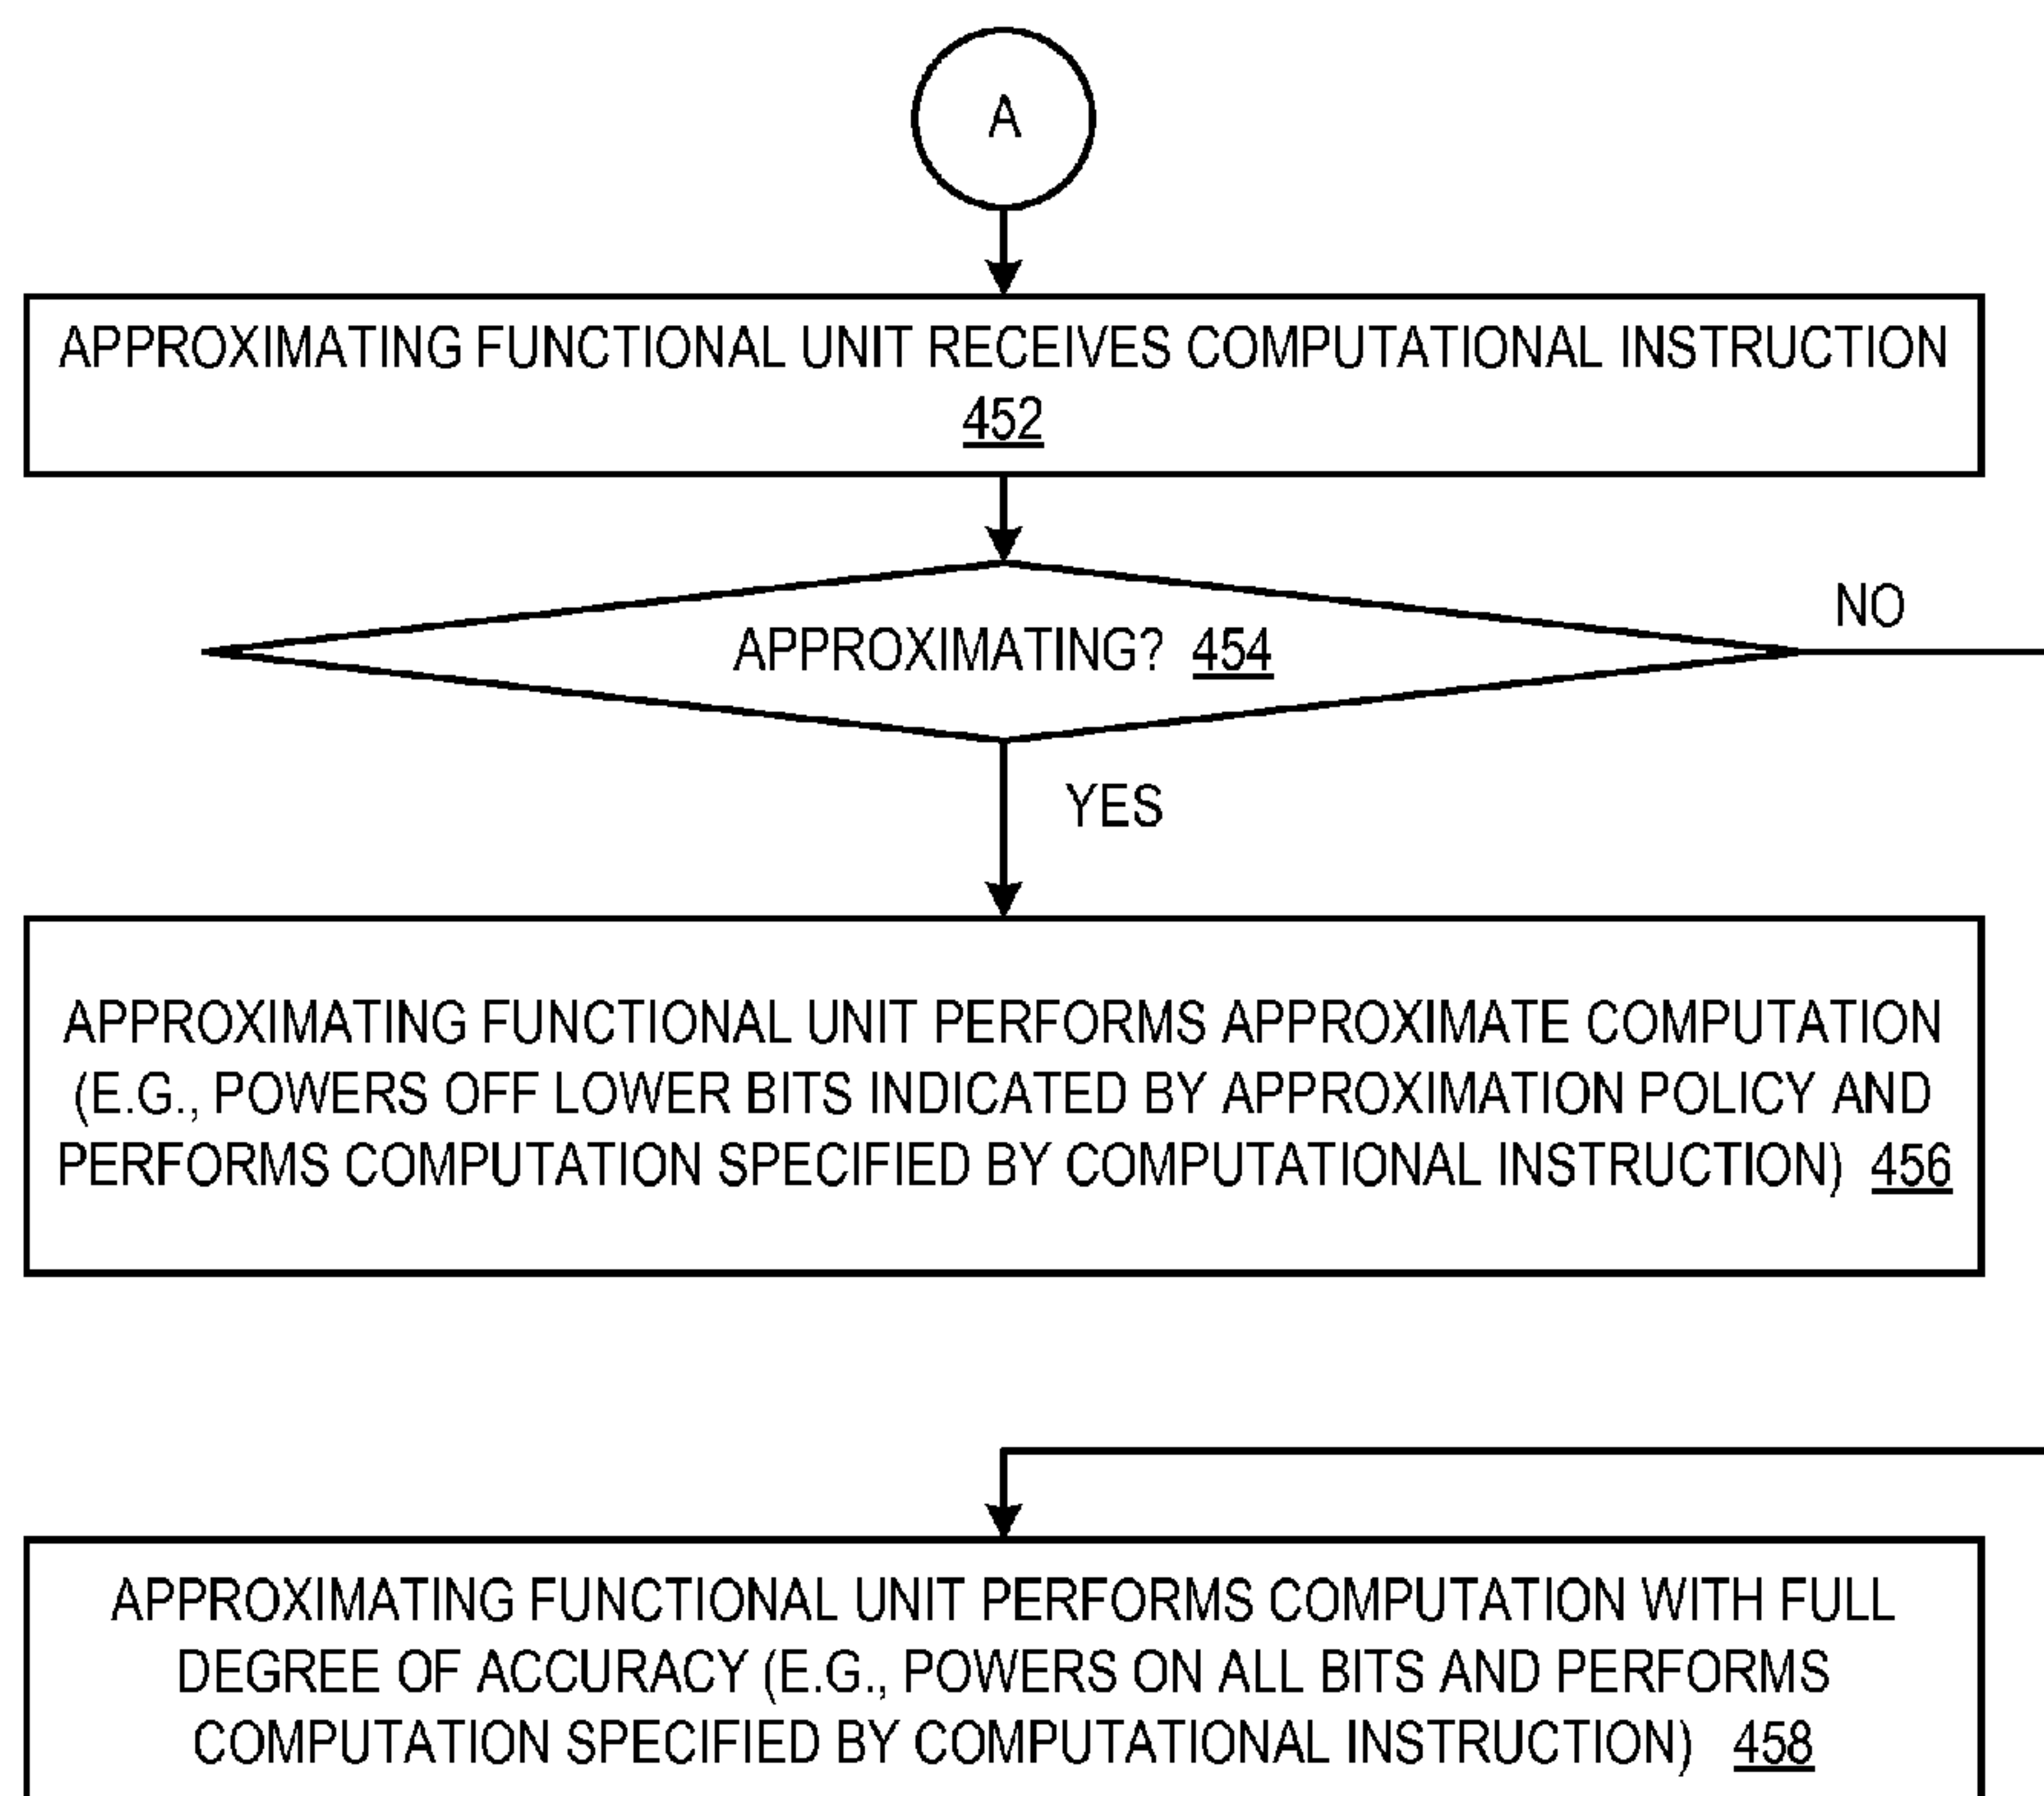 A
APPROXIMATING FUNCTIONAL UNIT RECEIVES COMPUTATIONAL INSTRUCTION
452
APPROXIMATING? 454
NO
YES
APPROXIMATING FUNCTIONAL UNIT PERFORMS APPROXIMATE COMPUTATION
(E.G., POWERS OFF LOWER BITS INDICATED BY APPROXIMATION POLICY AND
PERFORMS COMPUTATION SPECIFIED BY COMPUTATIONAL INSTRUCTION) 456
APPROXIMATING FUNCTIONAL UNIT PERFORMS COMPUTATION WITH FULL
DEGREE OF ACCURACY (E.G., POWERS ON ALL BITS AND PERFORMS
COMPUTATION SPECIFIED BY COMPUTATIONAL INSTRUCTION) 458